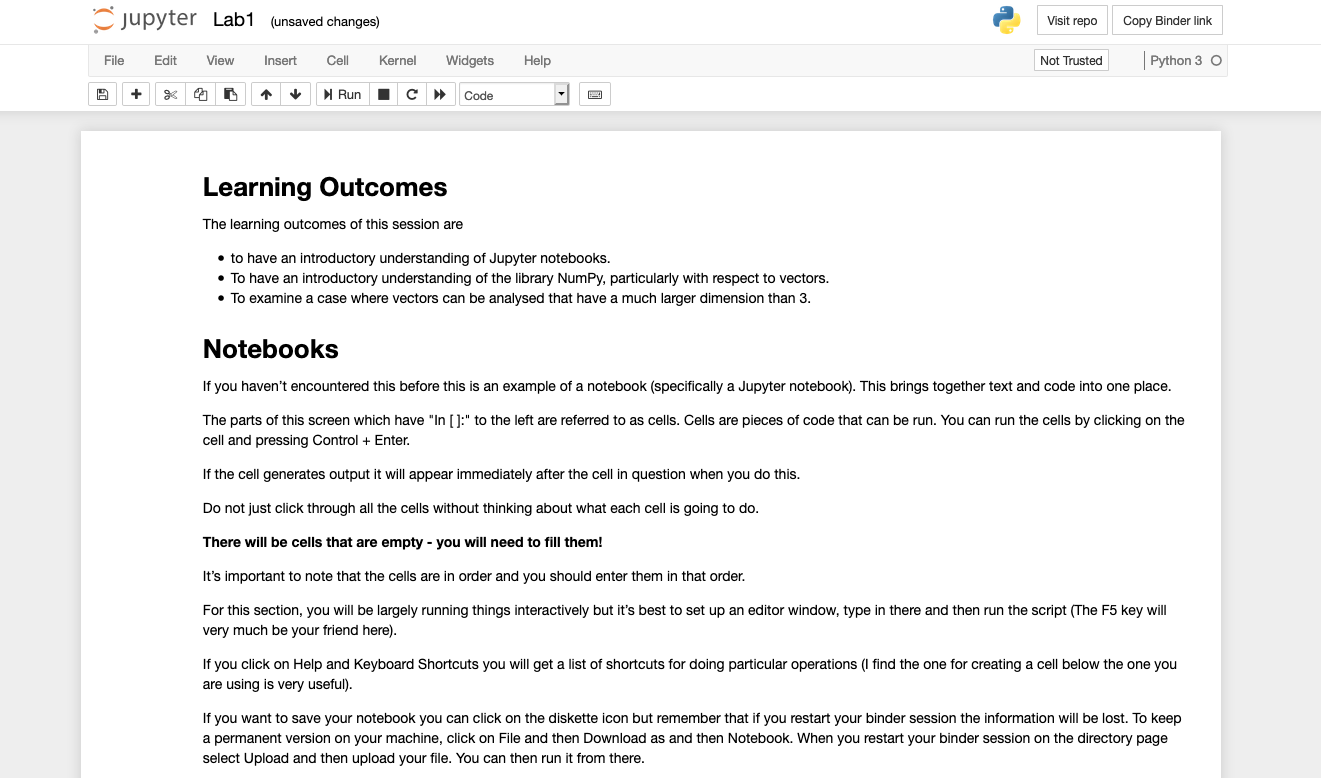 jupyter Lab1 (unsaved changes)
Visit repo Copy Binder link
File Edit View Insert Cell Kernel Widgets Help
Not Trusted Python 3
Run Code
Learning Outcomes
The learning outcomes of this session are
• to have an introductory understanding of Jupyter notebooks.
• To have an introductory understanding of the library NumPy, particularly with respect to vectors.
• To examine a case where vectors can be analysed that have a much larger dimension than 3.
Notebooks
If you haven’t encountered this before this is an example of a notebook (specifically a Jupyter notebook). This brings together text and code into one place.
The parts of this screen which have "In [ ]:" to the left are referred to as cells. Cells are pieces of code that can be run. You can run the cells by clicking on the
cell and pressing Control + Enter.
If the cell generates output it will appear immediately after the cell in question when you do this.
Do not just click through all the cells without thinking about what each cell is going to do.
There will be cells that are empty - you will need to fill them!
It’s important to note that the cells are in order and you should enter them in that order.
For this section, you will be largely running things interactively but it’s best to set up an editor window, type in there and then run the script (The F5 key will
very much be your friend here).
If you click on Help and Keyboard Shortcuts you will get a list of shortcuts for doing particular operations (I find the one for creating a cell below the one you
are using is very useful).
If you want to save your notebook you can click on the diskette icon but remember that if you restart your binder session the information will be lost. To keep
a permanent version on your machine, click on File and then Download as and then Notebook. When you restart your binder session on the directory page
select Upload and then upload your file. You can then run it from there.